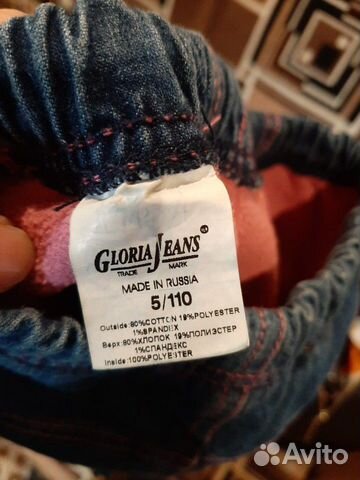 GLORIA JEANS
TRADE MARK
MADE IN RUSSIA
5/110
Outside: 80%COTTON 19%POLYESTER
1%SPANDEX
Верх: 80%ХЛОПОК 19%ПОЛИЭСТЕР
1%СПАНДЕКС
Inside: 100%POLYESTER
Avito